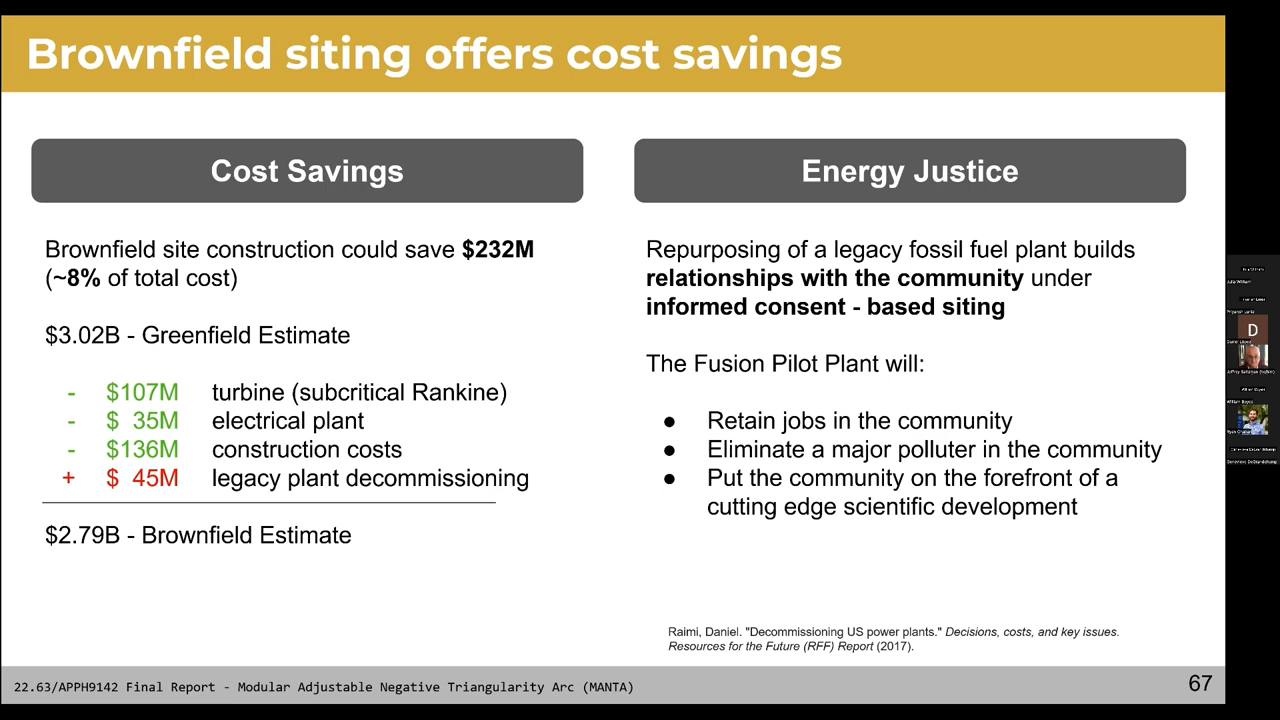 Brownfield siting offers cost savings
Cost Savings
Brownfield site construction could save $232M
(~8% of total cost)
$3.02B - Greenfield Estimate
- $107M turbine (subcritical Rankine)
- $ 35M electrical plant
- $136M construction costs
+ $ 45M legacy plant decommissioning
$2.79B - Brownfield Estimate
Energy Justice
Repurposing of a legacy fossil fuel plant builds
relationships with the community under
informed consent - based siting
The Fusion Pilot Plant will:
● Retain jobs in the community
● Eliminate a major polluter in the community
● Put the community on the forefront of a
cutting edge scientific development
Raimi, Daniel. "Decommissioning US power plants." Decisions, costs, and key issues.
Resources for the Future (RFF) Report (2017).
22.63/APPH9142 Final Report - Modular Adjustable Negative Triangularity Arc (MANTA)
67
D